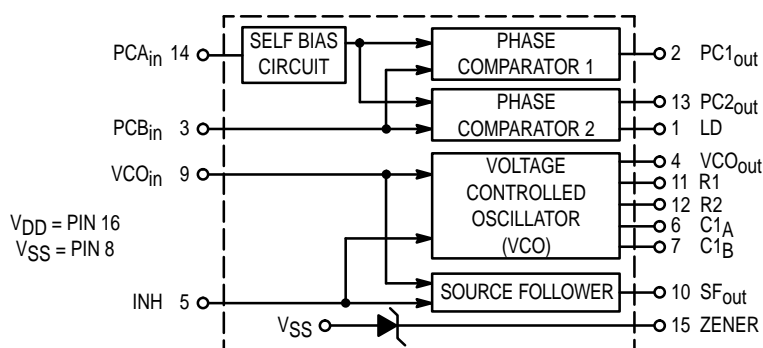 PCAin 14
SELF BIAS
CIRCUIT
PHASE
COMPARATOR 1
2 PC1out
PCBin 3
PHASE
COMPARATOR 2
13 PC2out
1 LD
VCOin 9
VOLTAGE
CONTROLLED
OSCILLATOR
(VCO)
4 VCOout
11 R1
12 R2
6 C1A
7 C1B
VDD = PIN 16
VSS = PIN 8
INH 5
SOURCE FOLLOWER
10 SFout
VSS
15 ZENER